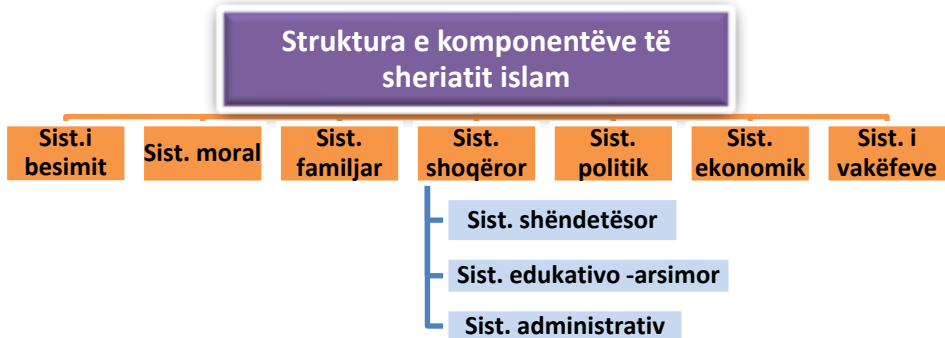 Struktura e komponentëve të
sheriatit islam
Sist.i
besimit
Sist. moral
Sist.
familjar
Sist.
shoqëror
Sist.
politik
Sist.
ekonomik
Sist. i
vakëfeve
Sist. shëndetësor
Sist. edukativo -arsimor
Sist. administrativ